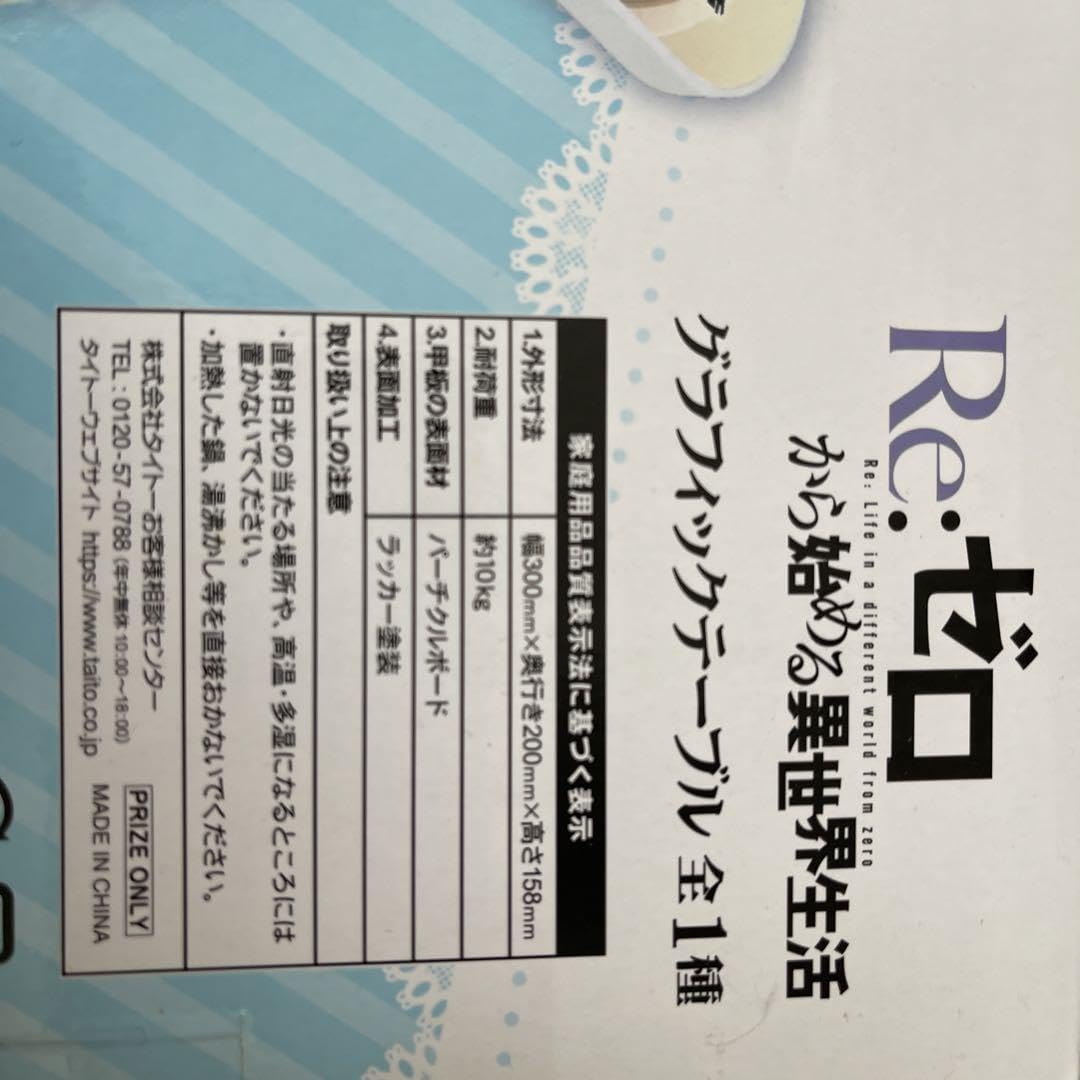 Re:ゼロ
Re: Life in a different world from zero
から始める異世界生活
グラフィックテーブル 全1種
家庭用品品質表示法に基づく表示
1.外形寸法 幅300mm×奥行き200mm×高さ158mm
2.耐荷重 約10kg
3.甲板の表面材 パーチクルボード
4.表面加工 ラッカー塗装
取り扱い上の注意
・直射日光の当たる場所や、高温・多湿になるところには
置かないでください。
・加熱した鍋、湯沸かし等を直接おかないでください。
株式会社タイトーお客様相談センター
TEL:0120-57-0788 (年中無休 10:00~18:00) PRIZE ONLY
タイトーウェブサイト https://www.taito.co.jp MADE IN CHINA